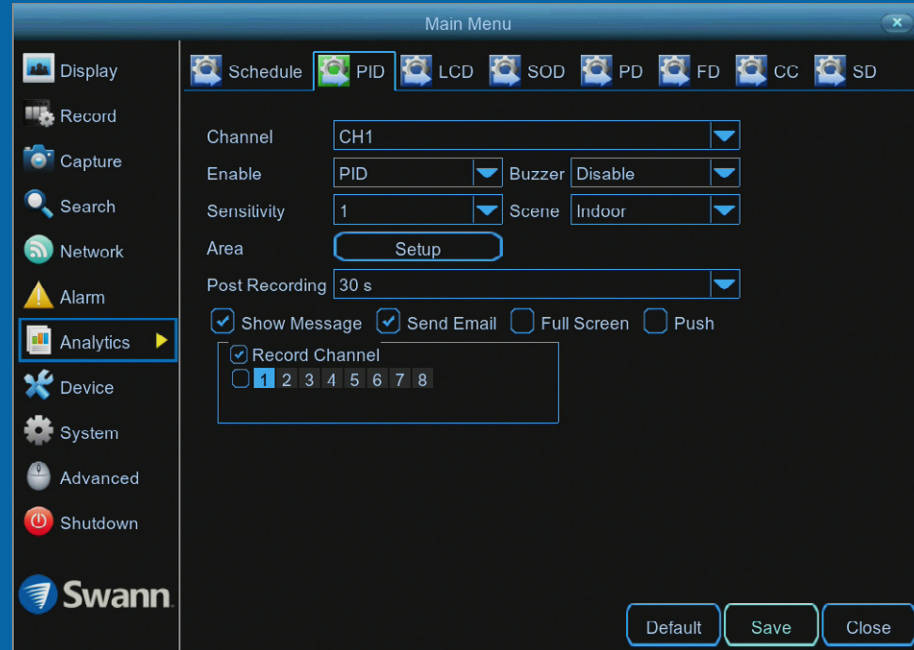 Main Menu
Display
Record
Capture
Search
Network
Alarm
Analytics
Device
System
Advanced
Shutdown
Swann
Schedule PID LCD SOD PD FD CC SD
Channel CH1
Enable PID Buzzer Disable
Sensitivity 1 Scene Indoor
Area Setup
Post Recording 30 s
Show Message Send Email Full Screen Push
Record Channel
1 2 3 4 5 6 7 8
Default Save Close